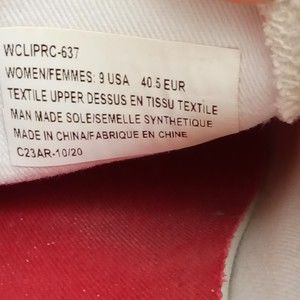 WCLIPRC-637
WOMEN/FEMMES: 9 USA 40.5 EUR
TEXTILE UPPER DESSUS EN TISSU TEXTILE
MAN MADE SOLE/SEMELLE SYNTHETIQUE
MADE IN CHINA/FABRIQUE EN CHINE
C23AR-10/20